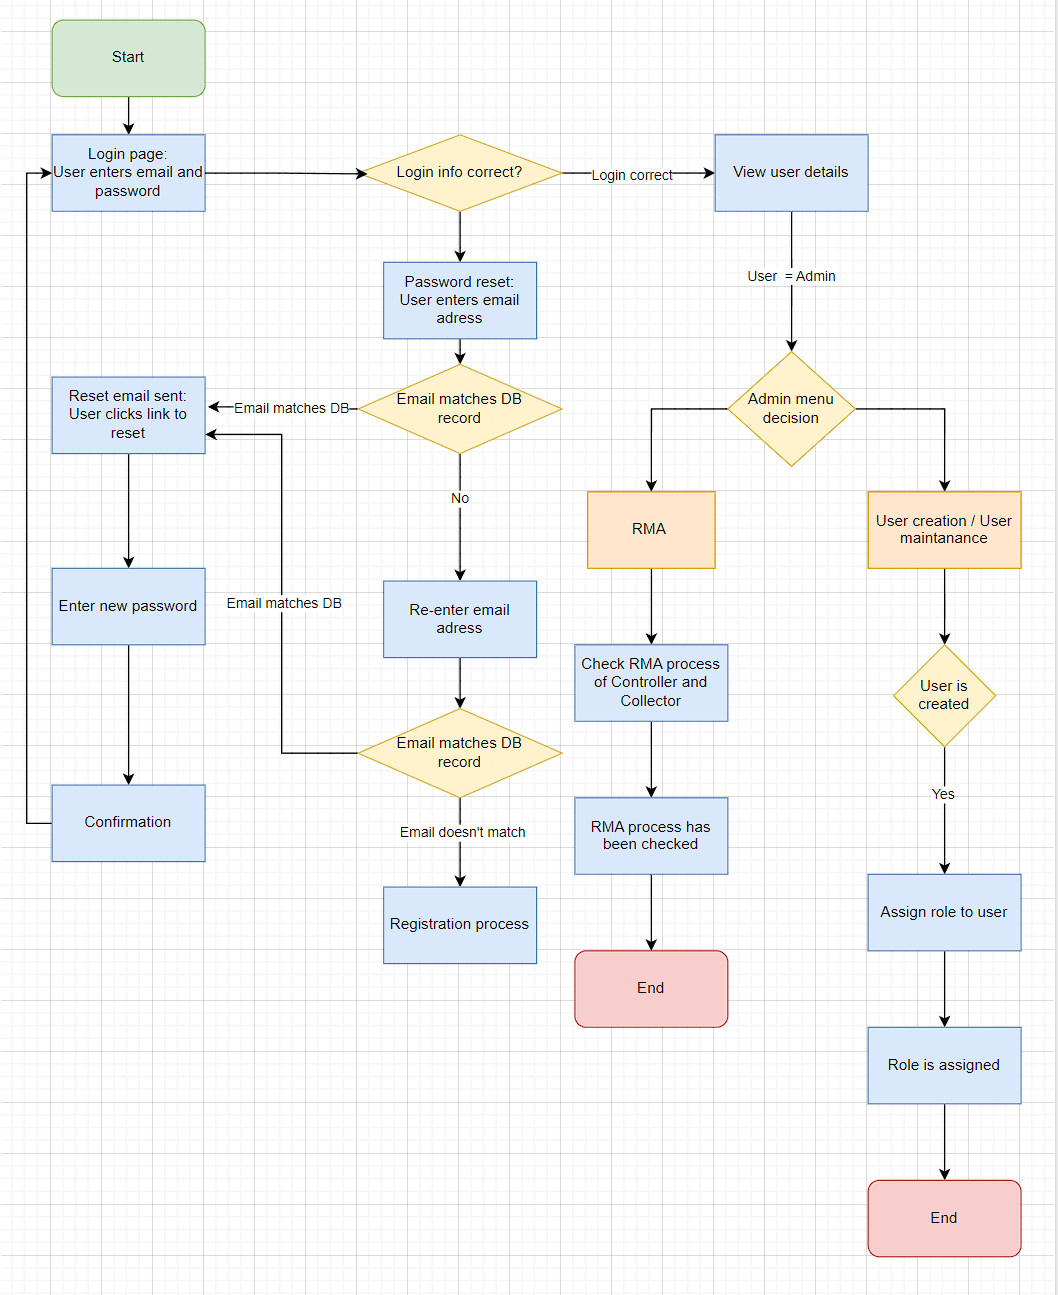 Start
Login page:
User enters email and
password
Login info correct?
Login correct
View user details
Password reset:
User enters email
adress
User  = Admin
Reset email sent:
User clicks link to
reset
Email matches DB
Email matches DB
record
Admin menu
decision
No
RMA
User creation / User
maintanance
Enter new password
Email matches DB
Re-enter email
adress
Check RMA process
of Controller and
Collector
User is
created
Email matches DB
record
Yes
Confirmation
Email doesn't match
RMA process has
been checked
Registration process
Assign role to user
End
Role is assigned
End